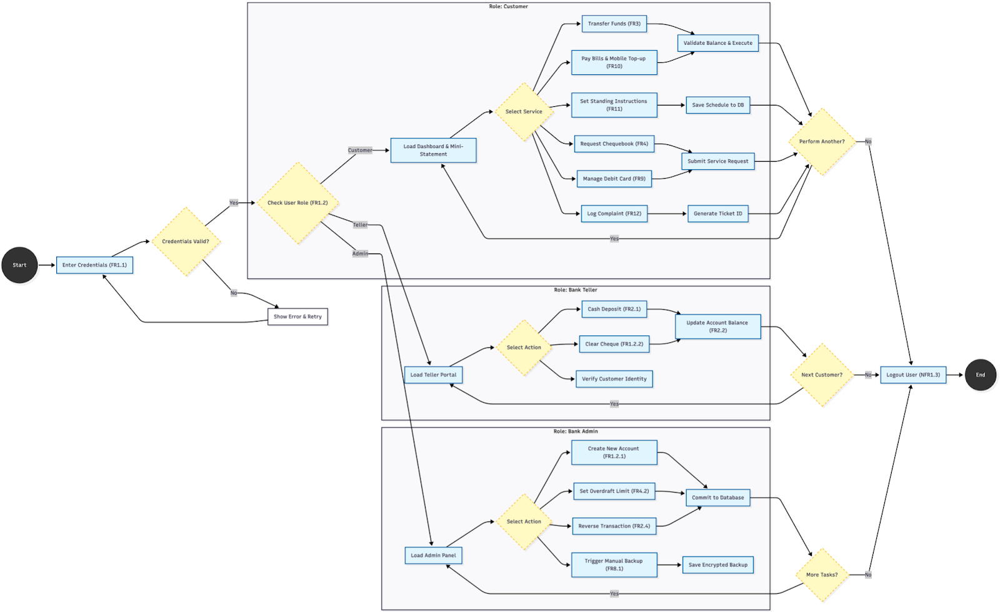 Role: Customer
Transfer Funds (FR3)
Validate Balance & Execute
Pay Bills & Mobile Top-up
(FR10)
Select Service
Set Standing Instructions
(FR11)
Save Schedule to DB
Perform Another?
No
Request Chequebook (FR4)
Submit Service Request
Customer
Load Dashboard & Mini-
Statement
Manage Debit Card (FR9)
Log Complaint (FR12)
Generate Ticket ID
Yes
Check User Role (FR1.2)
Yes
Teller
Admin
Credentials Valid?
Start
Enter Credentials (FR1.1)
No
Show Error & Retry
Role: Bank Teller
Cash Deposit (FR2.1)
Update Account Balance
(FR2.2)
Select Action
Clear Cheque (FR1.2.2)
Load Teller Portal
Verify Customer Identity
Next Customer?
No
Logout User (NFR1.3)
End
Yes
Role: Bank Admin
Create New Account
(FR1.2.1)
Set Overdraft Limit (FR4.2)
Commit to Database
Select Action
Reverse Transaction (FR2.4)
Load Admin Panel
Trigger Manual Backup
(FR8.1)
Save Encrypted Backup
More Tasks?
No
Yes